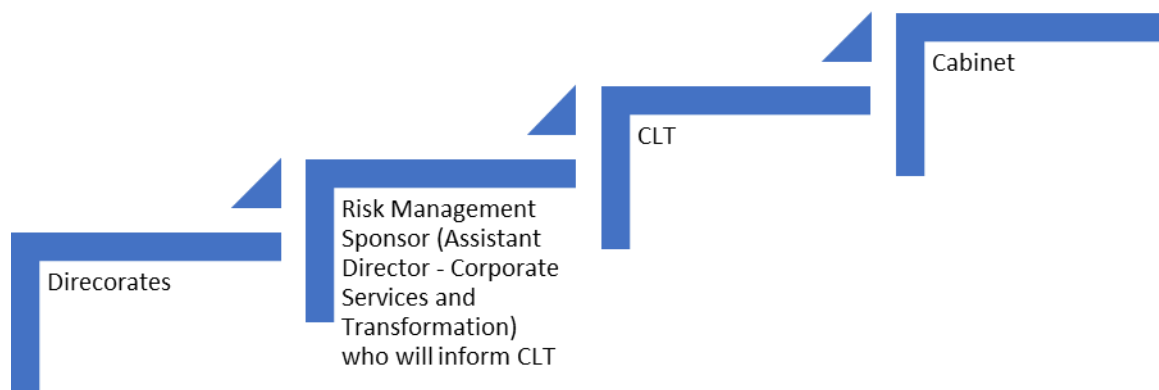 Direcorates
Risk Management
Sponsor (Assistant
Director - Corporate
Services and
Transformation)
who will inform CLT
CLT
Cabinet